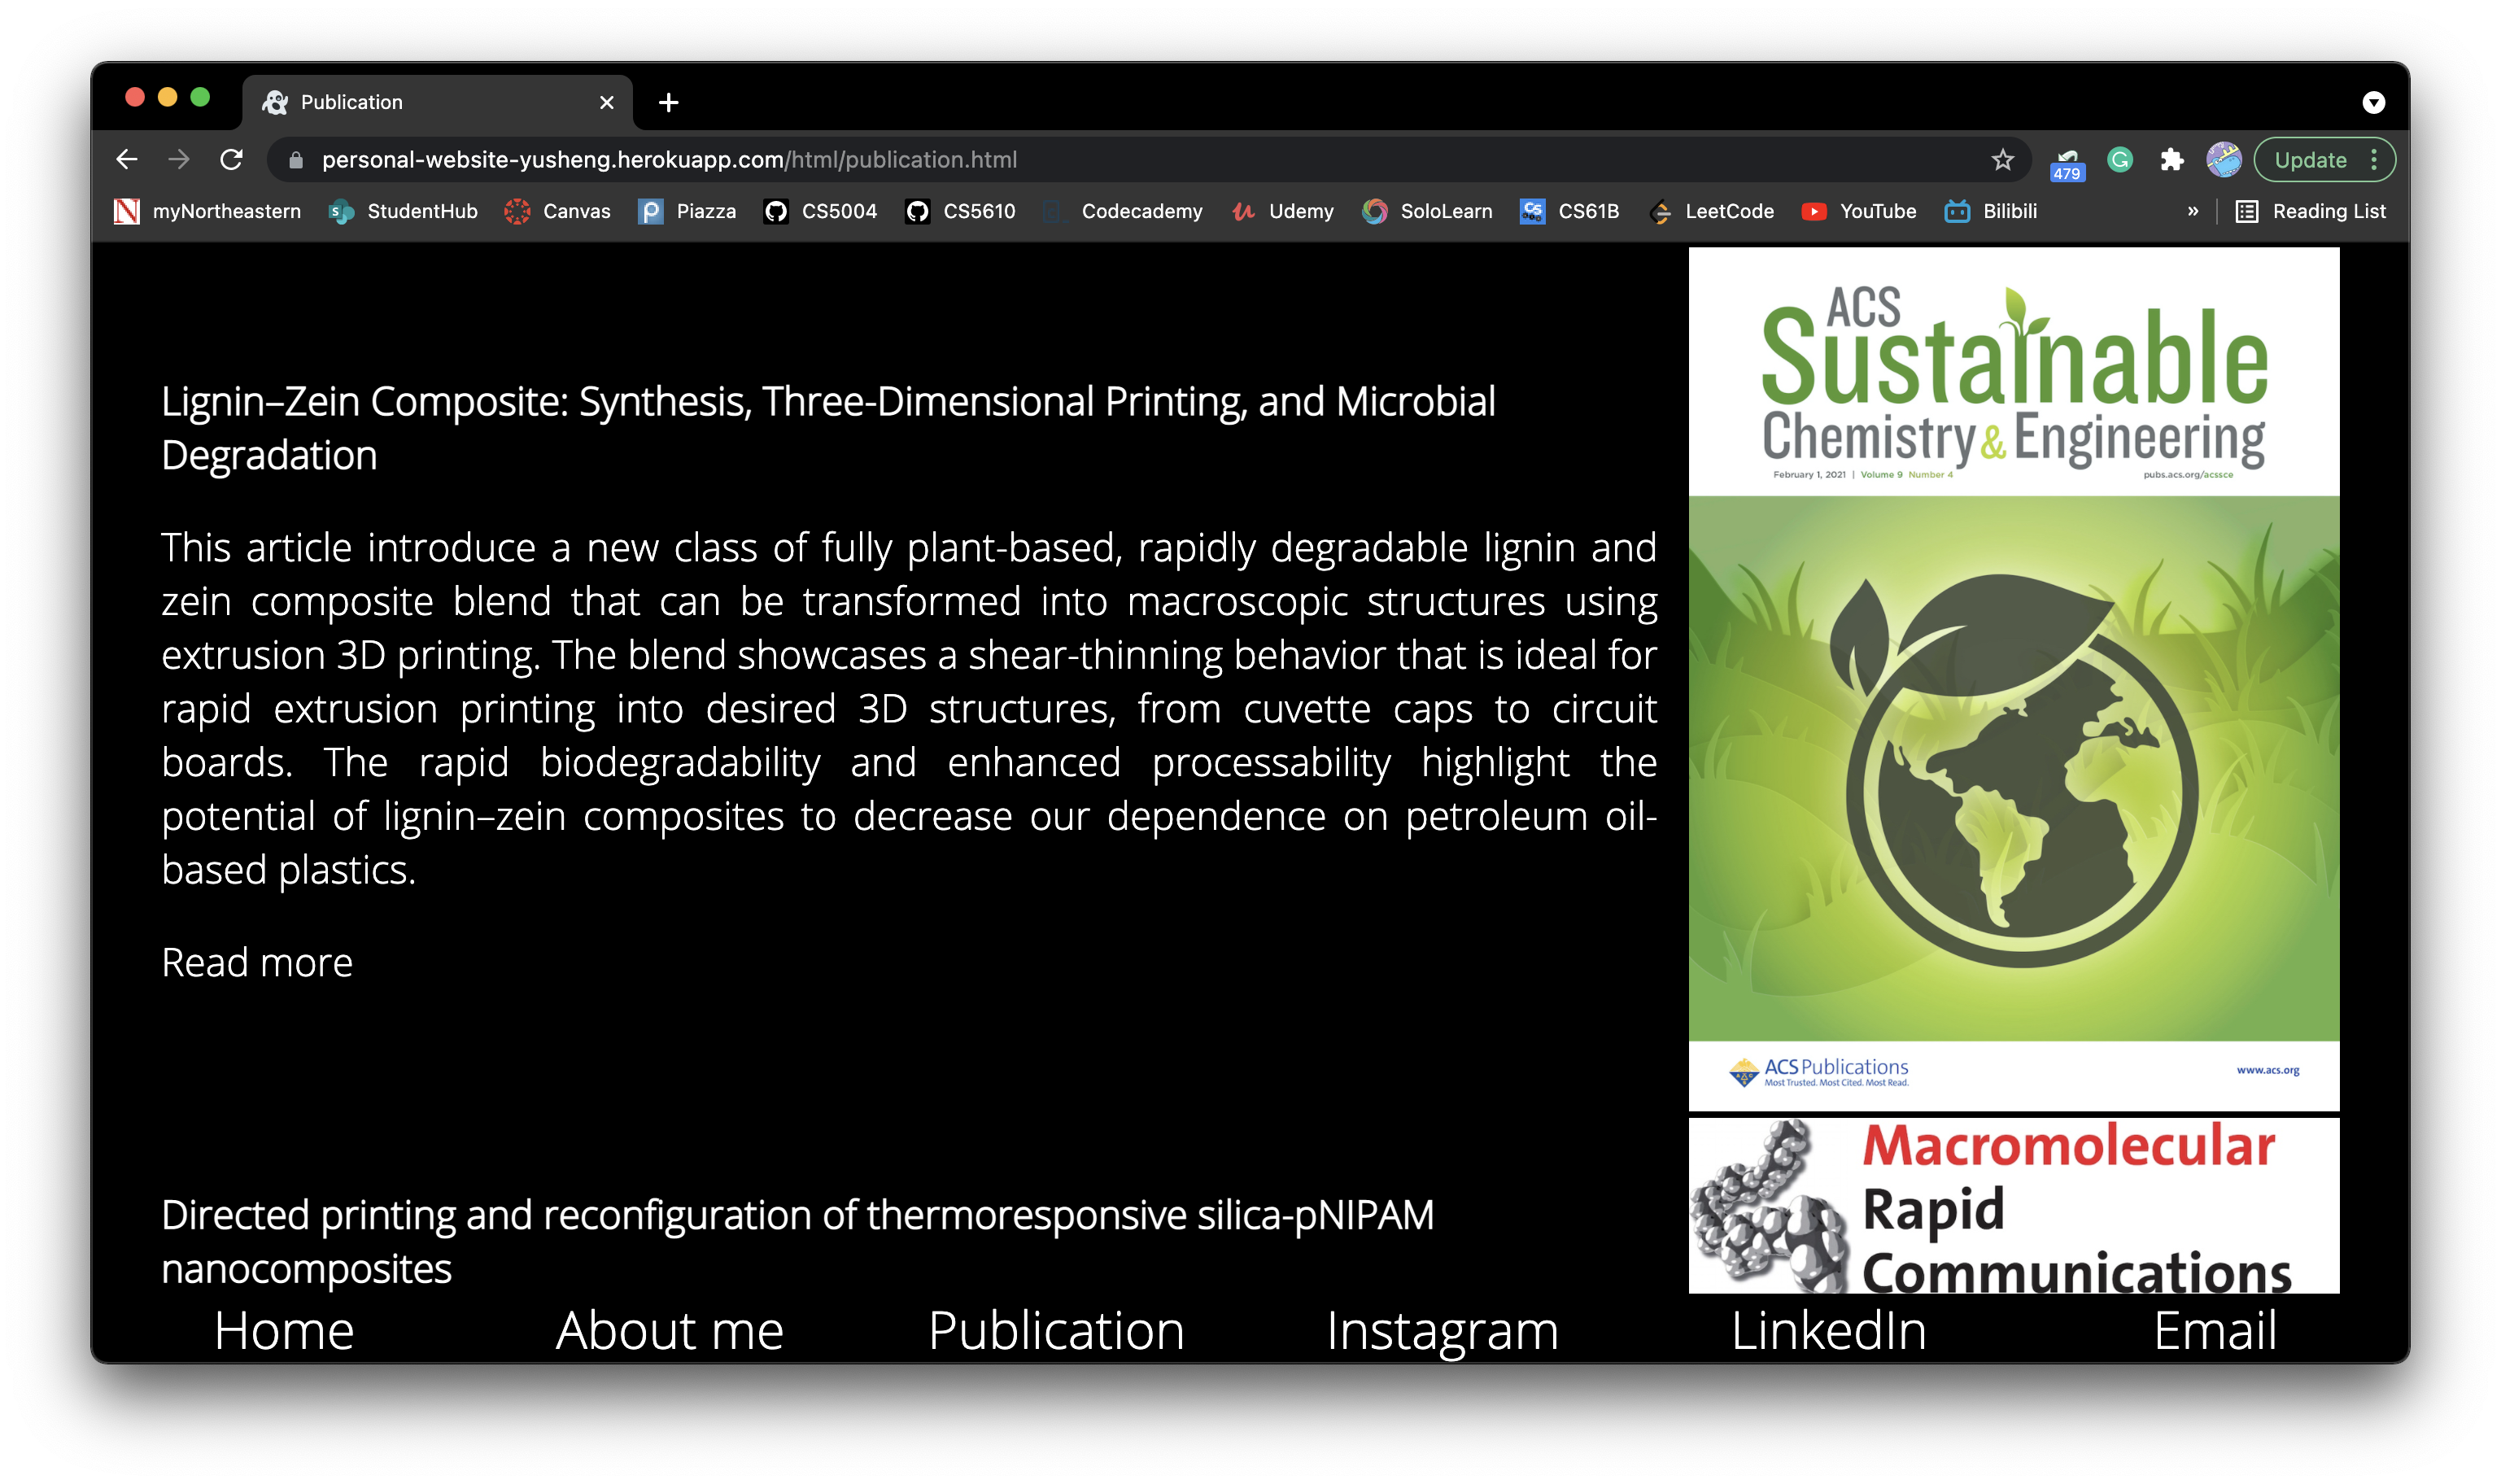 Publication
personal-website-yusheng.herokuapp.com/html/publication.html
479
Update
myNortheastern
StudentHub
Canvas
Piazza
CS5004
CS5610
Codecademy
Udemy
SoloLearn
CS61B
LeetCode
YouTube
Bilibili
»
Reading List
Lignin–Zein Composite: Synthesis, Three-Dimensional Printing, and Microbial
Degradation
This article introduce a new class of fully plant-based, rapidly degradable lignin and
zein composite blend that can be transformed into macroscopic structures using
extrusion 3D printing. The blend showcases a shear-thinning behavior that is ideal for
rapid extrusion printing into desired 3D structures, from cuvette caps to circuit
boards. The rapid biodegradability and enhanced processability highlight the
potential of lignin–zein composites to decrease our dependence on petroleum oil-
based plastics.
Read more
ACS
Sustainable
Chemistry & Engineering
February 1, 2021 | Volume 9 Number 4
pubs.acs.org/acssce
ACS Publications
Most Trusted. Most Cited. Most Read.
www.acs.org
Directed printing and reconfiguration of thermoresponsive silica-pNIPAM
nanocomposites
Macromolecular
Rapid
Communications
Home
About me
Publication
Instagram
LinkedIn
Email